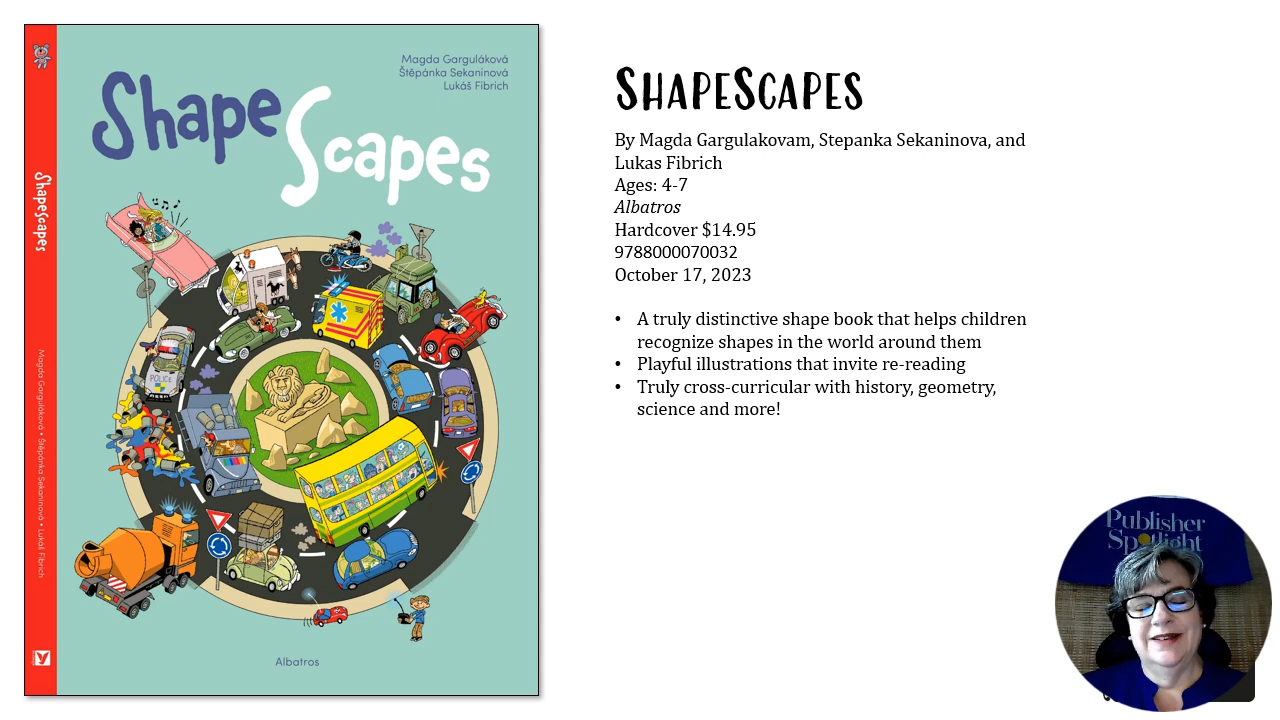 Magda Garguláková
Štěpánka Sekaninová
Lukáš Fibrich
Shape
Scapes
ShapeScapes
Magda Garguláková • Štěpánka Sekaninová • Lukáš Fibrich
POLICE
Albatros
ShapeScapes
By Magda Gargulakovam, Stepanka Sekaninova, and
Lukas Fibrich
Ages: 4-7
Albatros
Hardcover $14.95
9788000070032
October 17, 2023
• A truly distinctive shape book that helps children
recognize shapes in the world around them
• Playful illustrations that invite re-reading
• Truly cross-curricular with history, geometry,
science and more!
Publisher
Spotlight